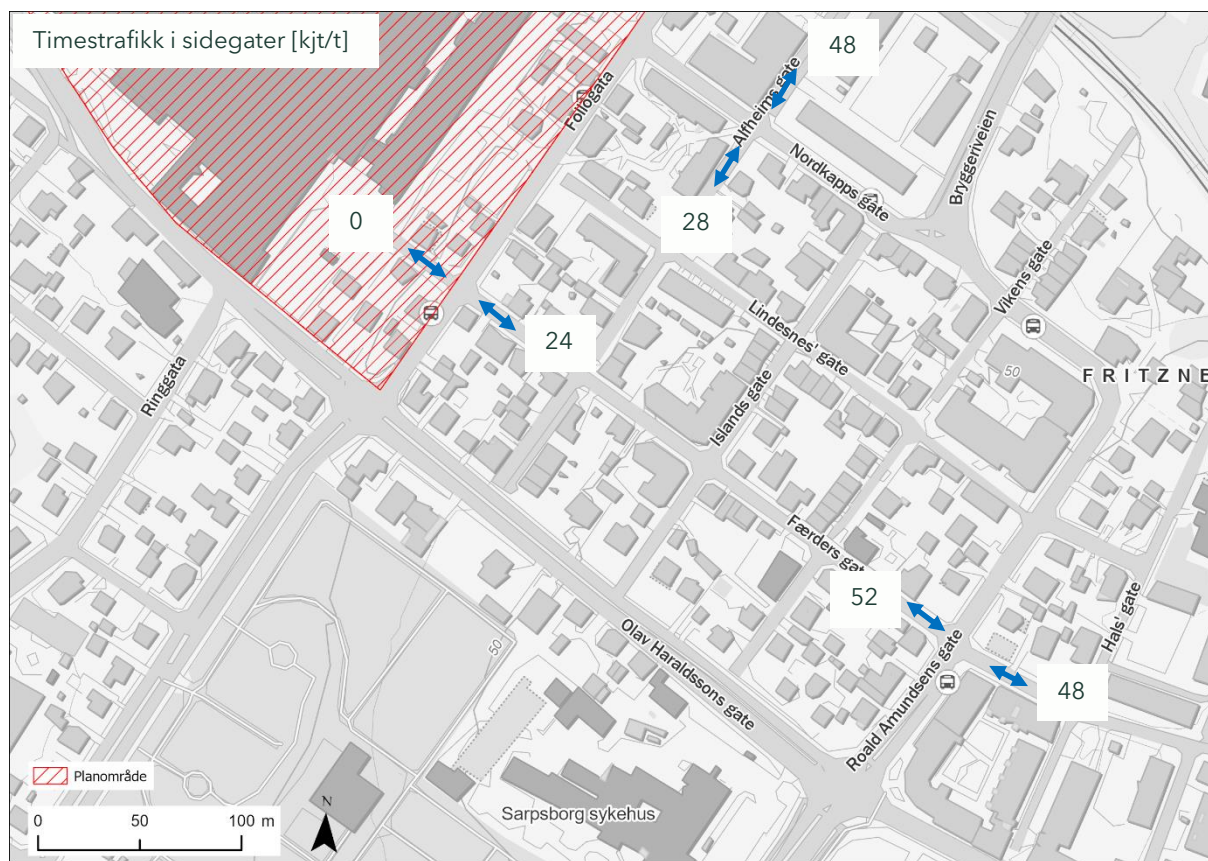 Timestrafikk i sidegater [kjt/t]
48
Alfheims gate
Follogata
Bryggeriveien
Nordkapps gate
0
28
Vikens gate
24
Lindesnes' gate
50
FRITZNE
Ringgata
Islands gate
Færders gate
52
Olav Haraldssons gate
50
Hals' gate
Roald Amundsens gate
48
Planområde
N
0 50 100 m
Sarpsborg sykehus